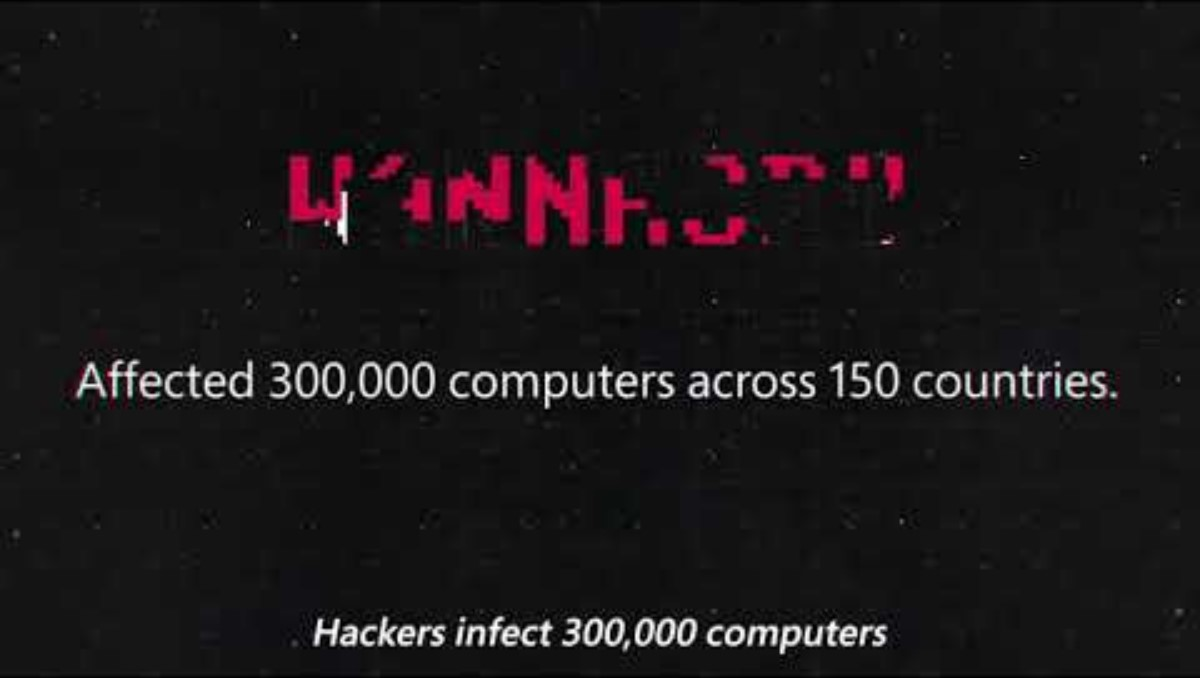 Affected 300,000 computers across 150 countries.
Hackers infect 300,000 computers